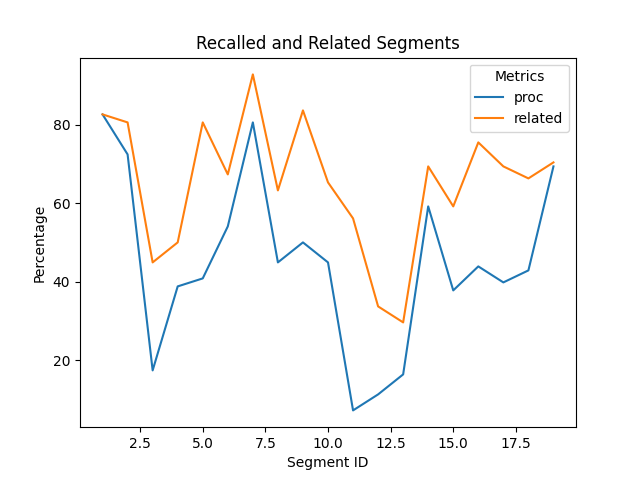 Recalled and Related Segments
Metrics
proc
related
Percentage
80
60
40
20
2.5 5.0 7.5 10.0 12.5 15.0 17.5
Segment ID